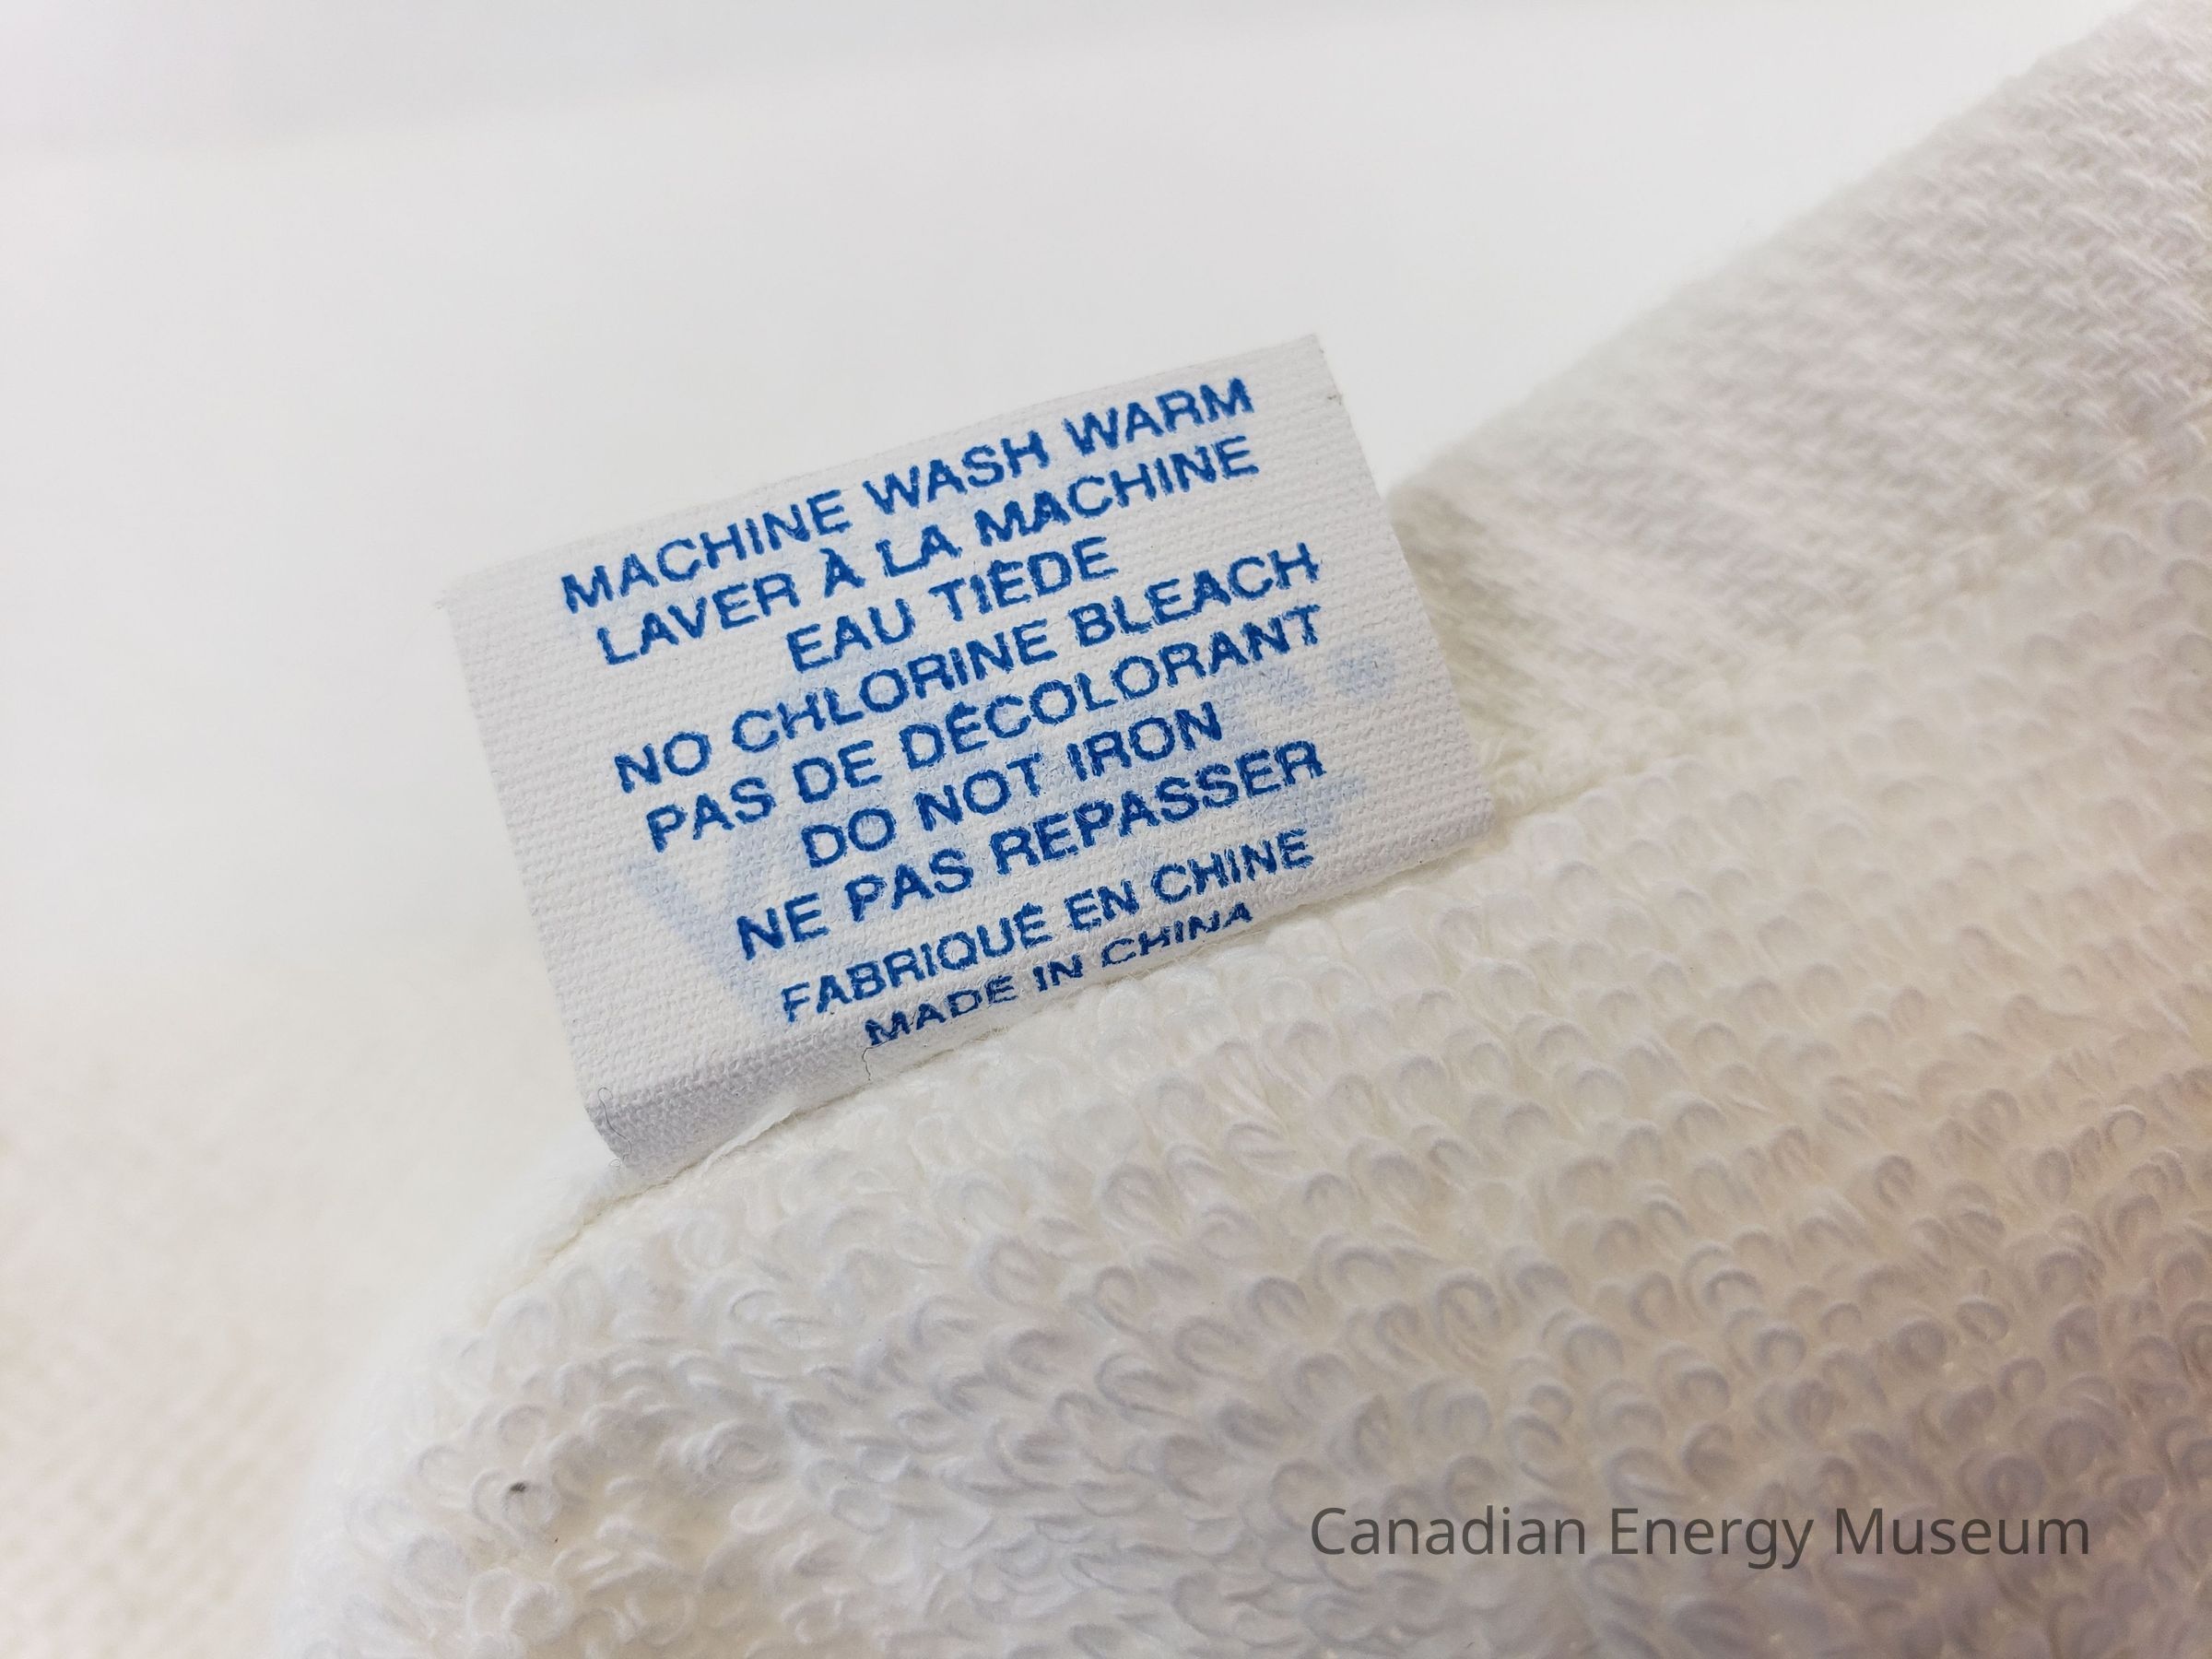 MACHINE WASH WARM
LAVER À LA MACHINE
EAU TIÈDE
NO CHLORINE BLEACH
PAS DE DÉCOLORANT
DO NOT IRON
NE PAS REPASSER
FABRIQUÉ EN CHINE
MADE IN CHINA
Canadian Energy Museum